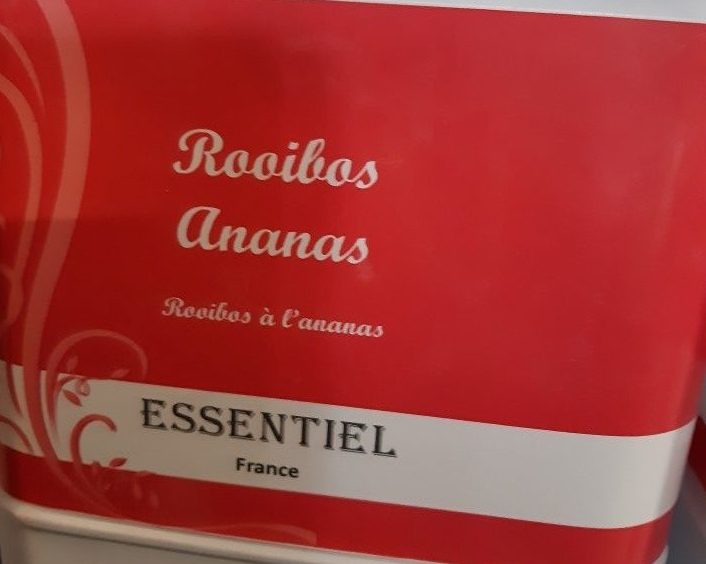 Rooibos
Ananas
Rooibos à l'ananas
ESSENTIEL
France